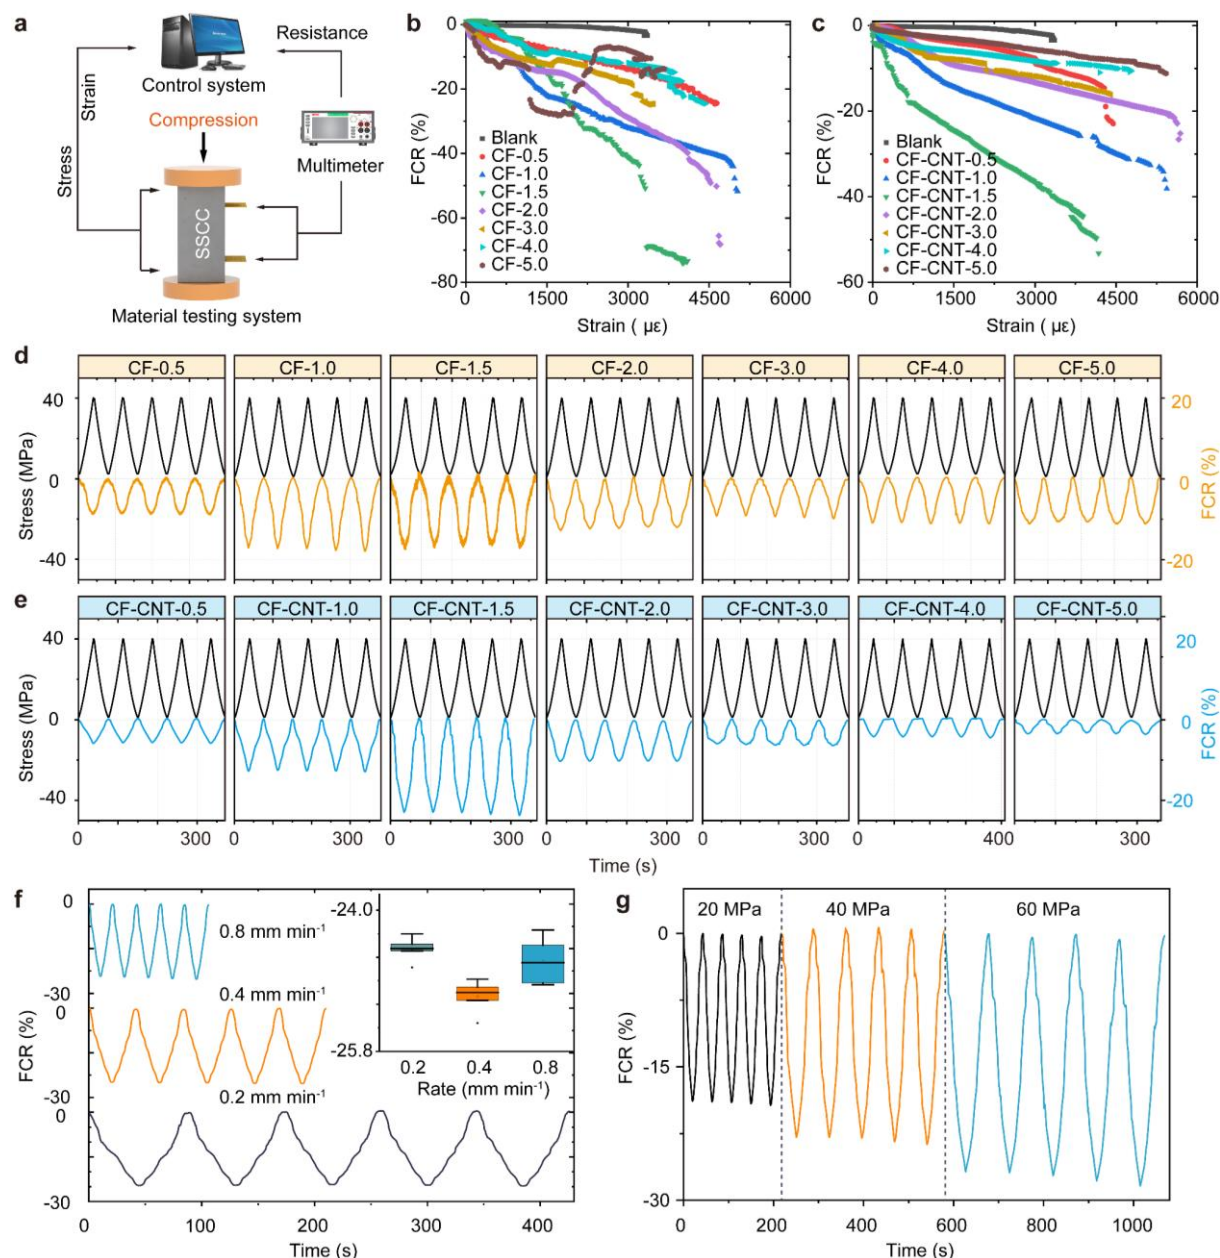 a
Resistance
Control system
Strain
Compression
Multimeter
Stress
SSCC
Material testing system
b
0
-20
-40
-60
-80
FCR (%)
Blank
CF-0.5
CF-1.0
CF-1.5
CF-2.0
CF-3.0
CF-4.0
CF-5.0
0 1500 3000 4500 6000
Strain ( µε)
c
0
-20
-40
-60
FCR (%)
Blank
CF-CNT-0.5
CF-CNT-1.0
CF-CNT-1.5
CF-CNT-2.0
CF-CNT-3.0
CF-CNT-4.0
CF-CNT-5.0
0 1500 3000 4500 6000
Strain ( µε)
d
CF-0.5 CF-1.0 CF-1.5 CF-2.0 CF-3.0 CF-4.0 CF-5.0
40 20
0 0
-40 -20
Stress (MPa)
FCR (%)
e
CF-CNT-0.5 CF-CNT-1.0 CF-CNT-1.5 CF-CNT-2.0 CF-CNT-3.0 CF-CNT-4.0 CF-CNT-5.0
40 20
0 0
-40 -20
Stress (MPa)
FCR (%)
0 300 0 300 0 300 0 300 0 300 0 400 300
Time (s)
f
0
0.8 mm min⁻¹
-30
0
0.4 mm min⁻¹
-30
0
0.2 mm min⁻¹
-30
FCR (%)
-24.0
-25.8
0.2 0.4 0.8
Rate (mm min⁻¹)
0 100 200 300 400
Time (s)
g
20 MPa 40 MPa 60 MPa
0
-15
-30
FCR (%)
0 200 400 600 800 1000
Time (s)